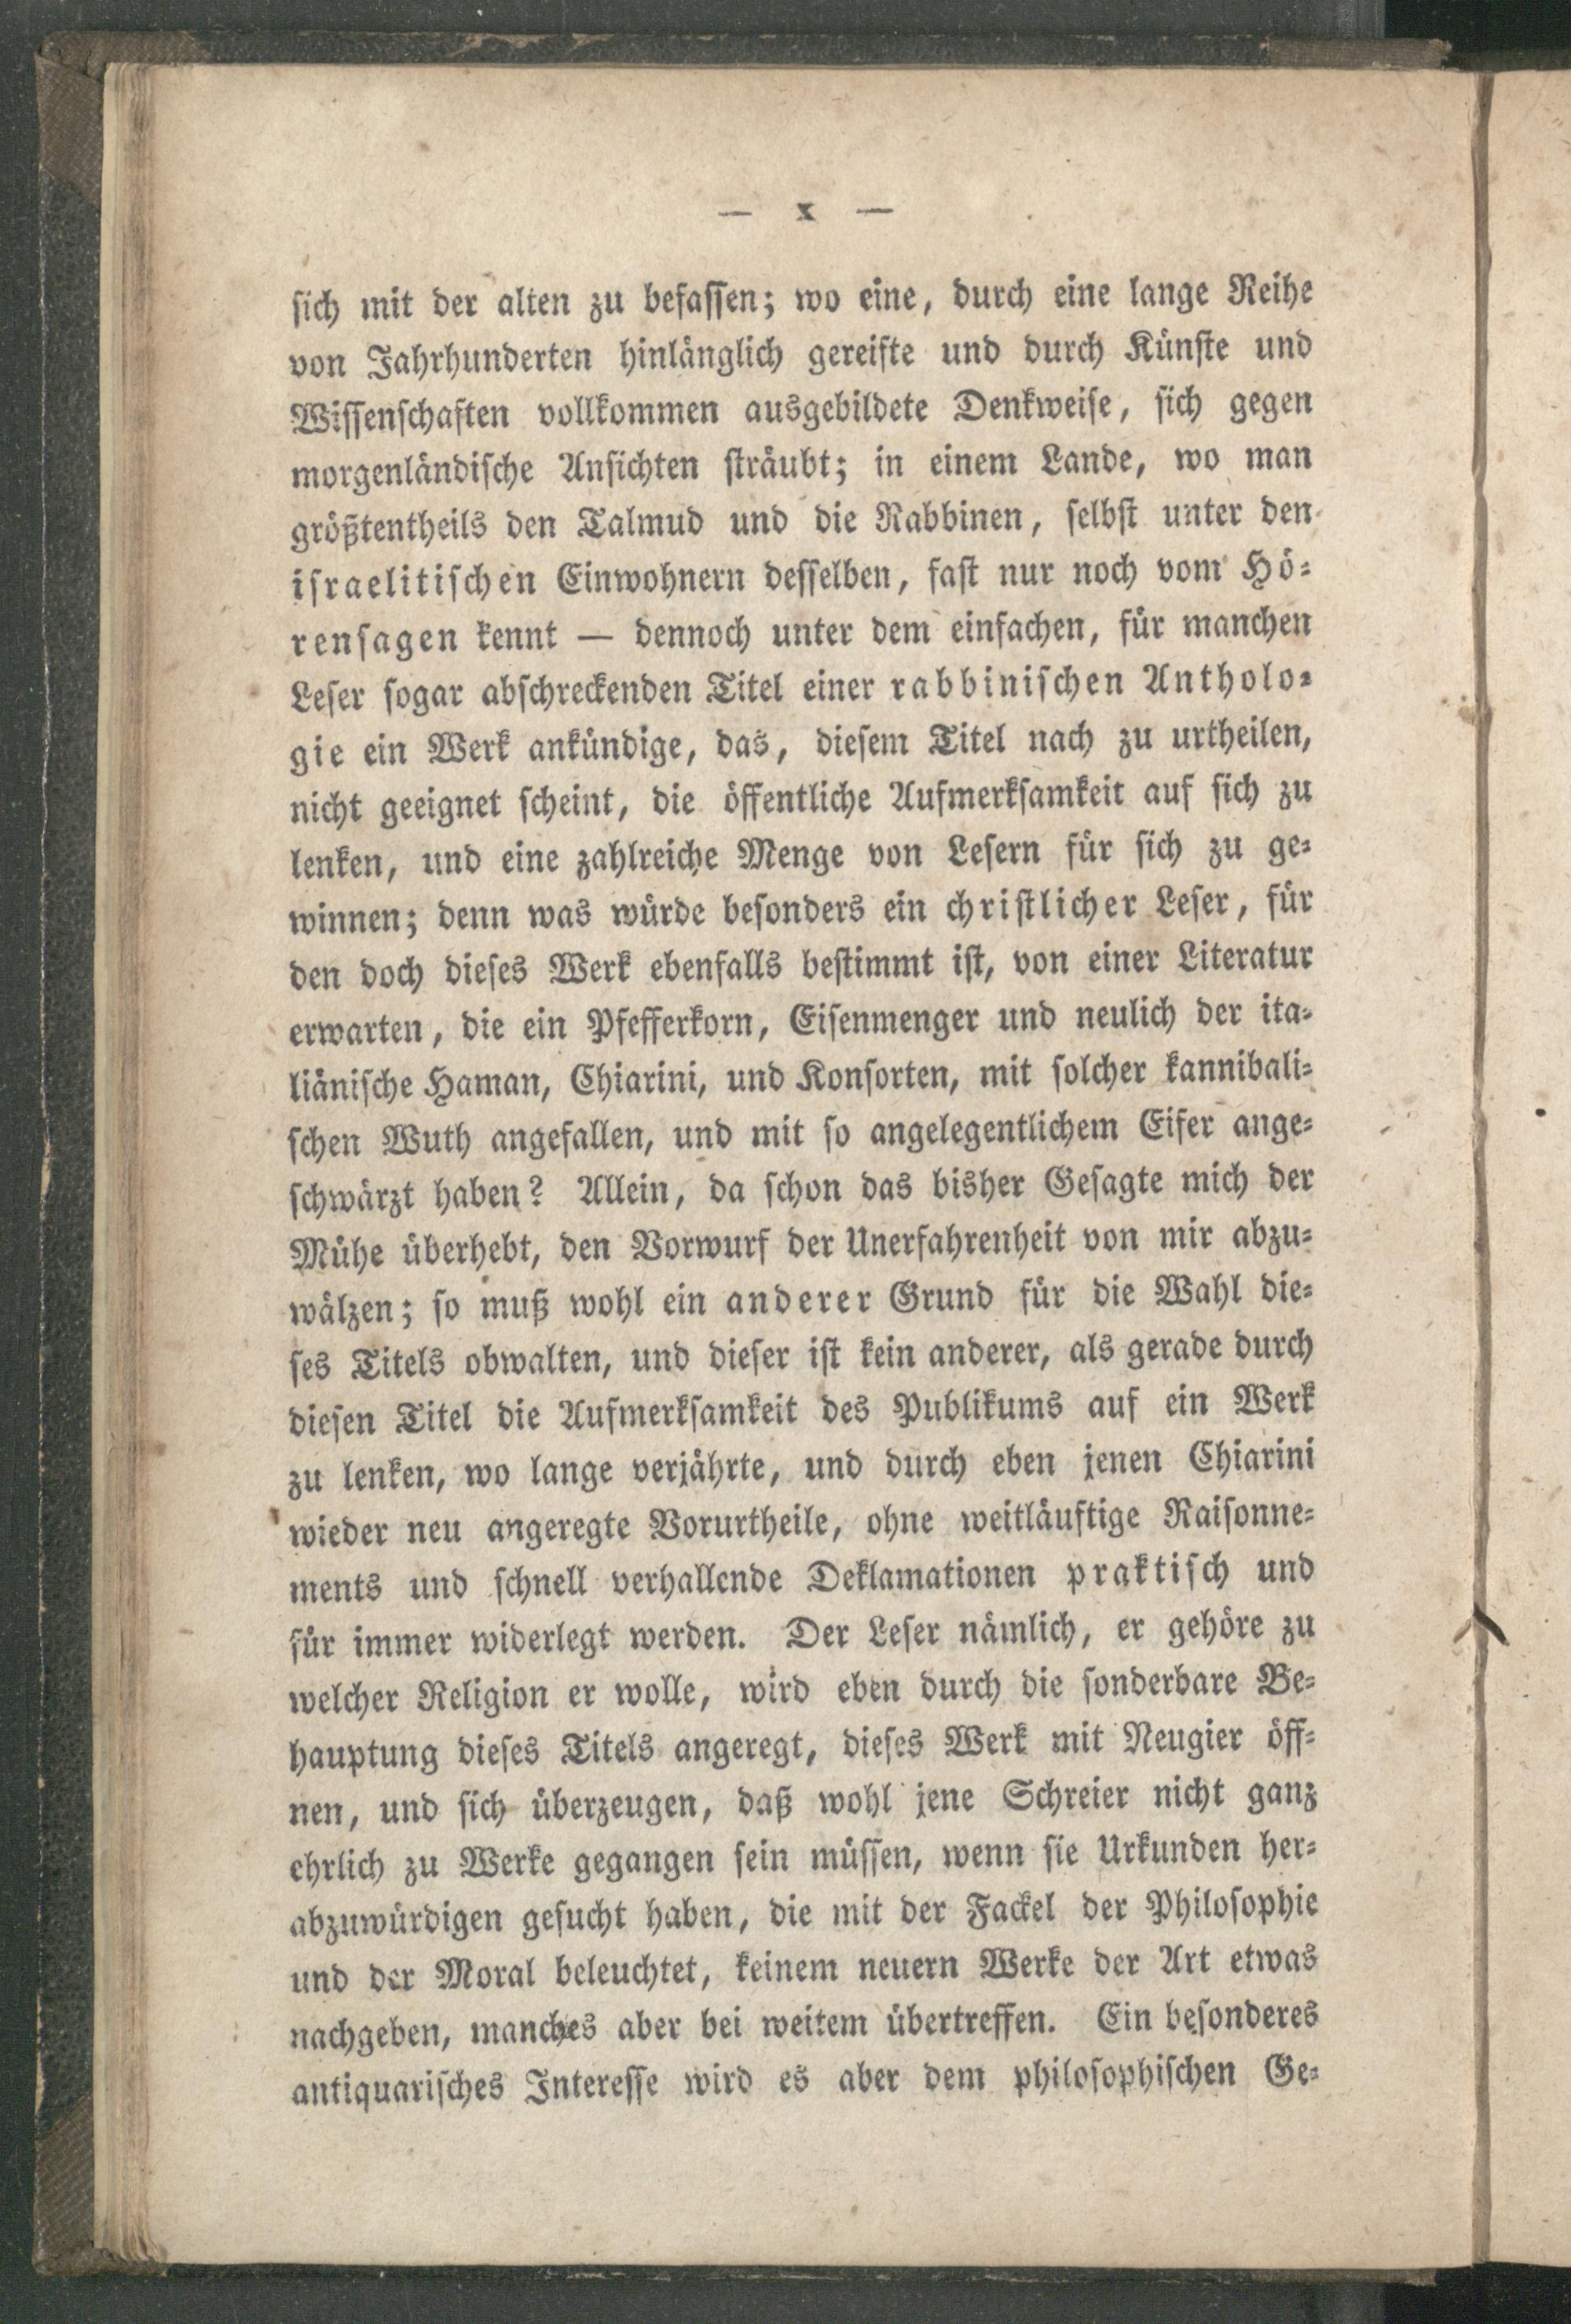 — X —
sich mit der alten zu befassen; wo eine, durch eine lange Reihe
von Jahrhunderten hinlänglich gereifte und durch Künste und
Wissenschaften vollkommen ausgebildete Denkweise, sich gegen
morgenländische Ansichten sträubt; in einem Lande, wo man
größtentheils den Talmud und die Rabbinen, selbst unter den
israelitischen Einwohnern desselben, fast nur noch vom Hö-
rensagen kennt — dennoch unter dem einfachen, für manchen
Leser sogar abschreckenden Titel einer rabbinischen Antholo-
gie ein Werk ankündige, das, diesem Titel nach zu urtheilen,
nicht geeignet scheint, die öffentliche Aufmerksamkeit auf sich zu
lenken, und eine zahlreiche Menge von Lesern für sich zu ge-
winnen; denn was würde besonders ein christlicher Leser, für
den doch dieses Werk ebenfalls bestimmt ist, von einer Literatur
erwarten, die ein Pfefferkorn, Eisenmenger und neulich der ita-
liänische Haman, Chiarini, und Konsorten, mit solcher kannibali-
schen Wuth angefallen, und mit so angelegentlichem Eifer ange-
schwärzt haben? Allein, da schon das bisher Gesagte mich der
Mühe überhebt, den Vorwurf der Unerfahrenheit von mir abzu-
wälzen; so muß wohl ein anderer Grund für die Wahl die-
ses Titels obwalten, und dieser ist kein anderer, als gerade durch
diesen Titel die Aufmerksamkeit des Publikums auf ein Werk
zu lenken, wo lange verjährte, und durch eben jenen Chiarini
wieder neu angeregte Vorurtheile, ohne weitläuftige Raisonne-
ments und schnell verhallende Deklamationen praktisch und
für immer widerlegt werden. Der Leser nämlich, er gehöre zu
welcher Religion er wolle, wird eben durch die sonderbare Be-
hauptung dieses Titels angeregt, dieses Werk mit Neugier öff-
nen, und sich überzeugen, daß wohl jene Schreier nicht ganz
ehrlich zu Werke gegangen sein müssen, wenn sie Urkunden her-
abzuwürdigen gesucht haben, die mit der Fackel der Philosophie
und der Moral beleuchtet, keinem neuern Werke der Art etwas
nachgeben, manches aber bei weitem übertreffen. Ein besonderes
antiquarisches Interesse wird es aber dem philosophischen Ge-